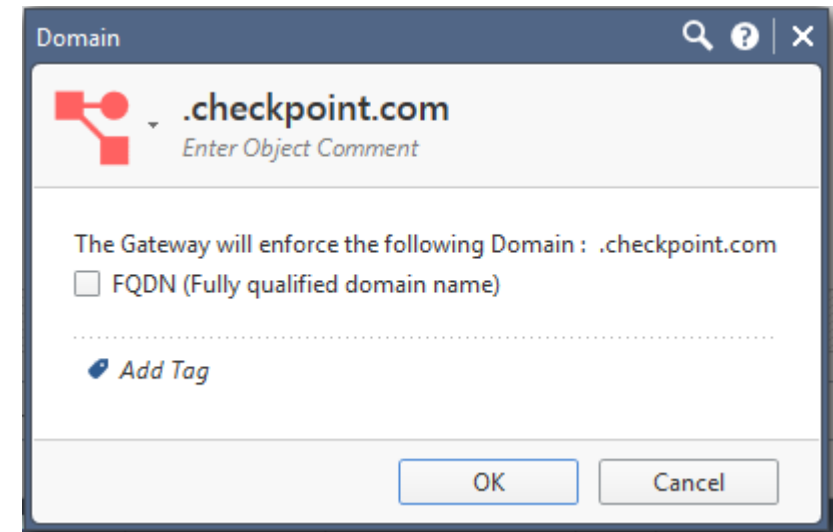 Domain
.checkpoint.com
Enter Object Comment
The Gateway will enforce the following Domain : .checkpoint.com
FQDN (Fully qualified domain name)
Add Tag
OK Cancel